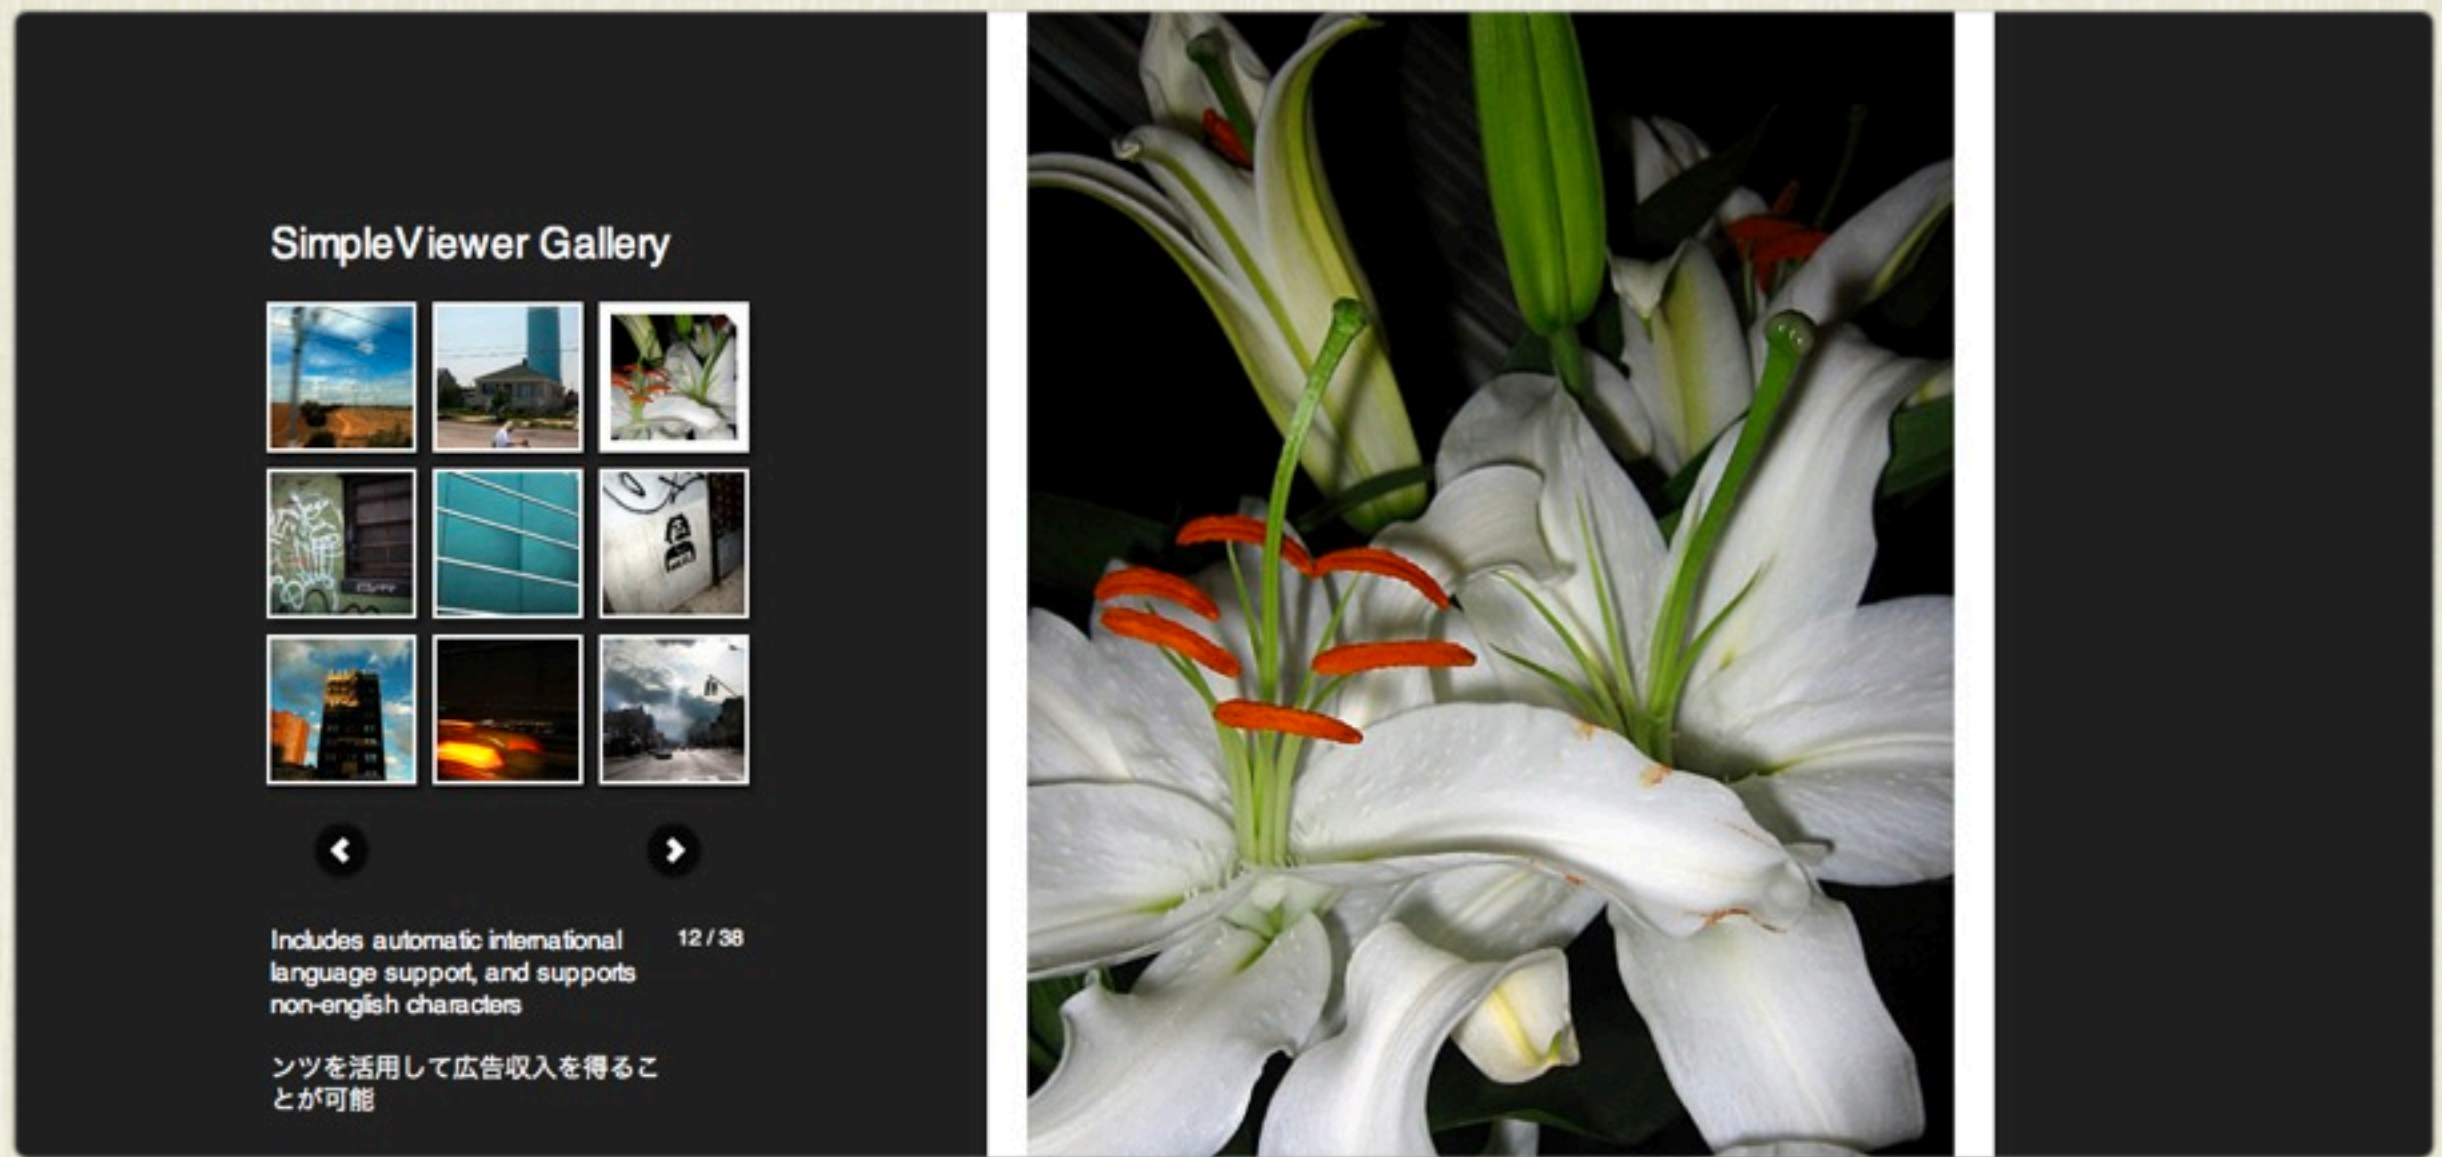 SimpleViewer Gallery
Includes automatic international
language support, and supports
non-english characters
12 / 38
ンツを活用して広告収入を得るこ
とが可能